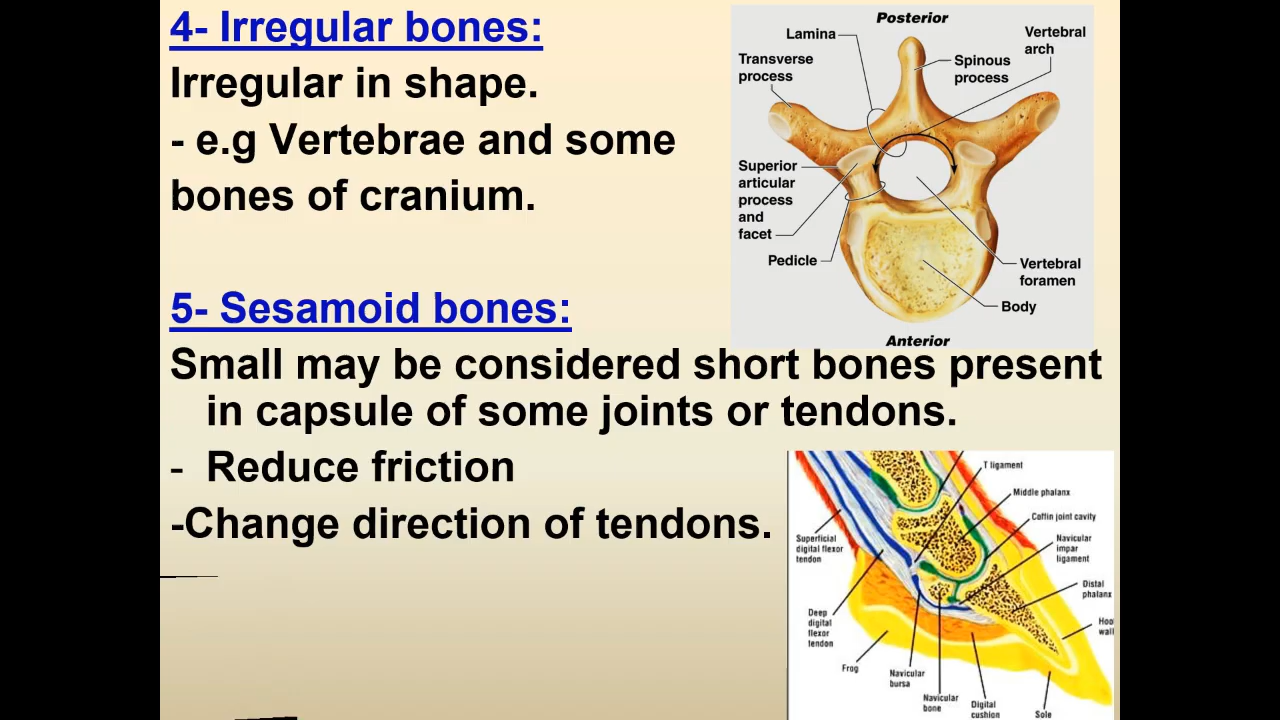 4- Irregular bones:
Irregular in shape.
- e.g Vertebrae and some
bones of cranium.
5- Sesamoid bones:
Small may be considered short bones present
in capsule of some joints or tendons.
- Reduce friction
-Change direction of tendons.
Posterior
Lamina
Vertebral
arch
Transverse
process
Spinous
process
Superior
articular
process
and
facet
Pedicle
Vertebral
foramen
Body
Anterior
T ligament
Middle phalanx
Coffin joint cavity
Superficial
digital flexor
tendon
Navicular
impar
ligament
Distal
phalanx
Deep
digital
flexor
tendon
Hoo
wall
Frog
Navicular
bursa
Navicular
bone
Digital
cushion
Sole